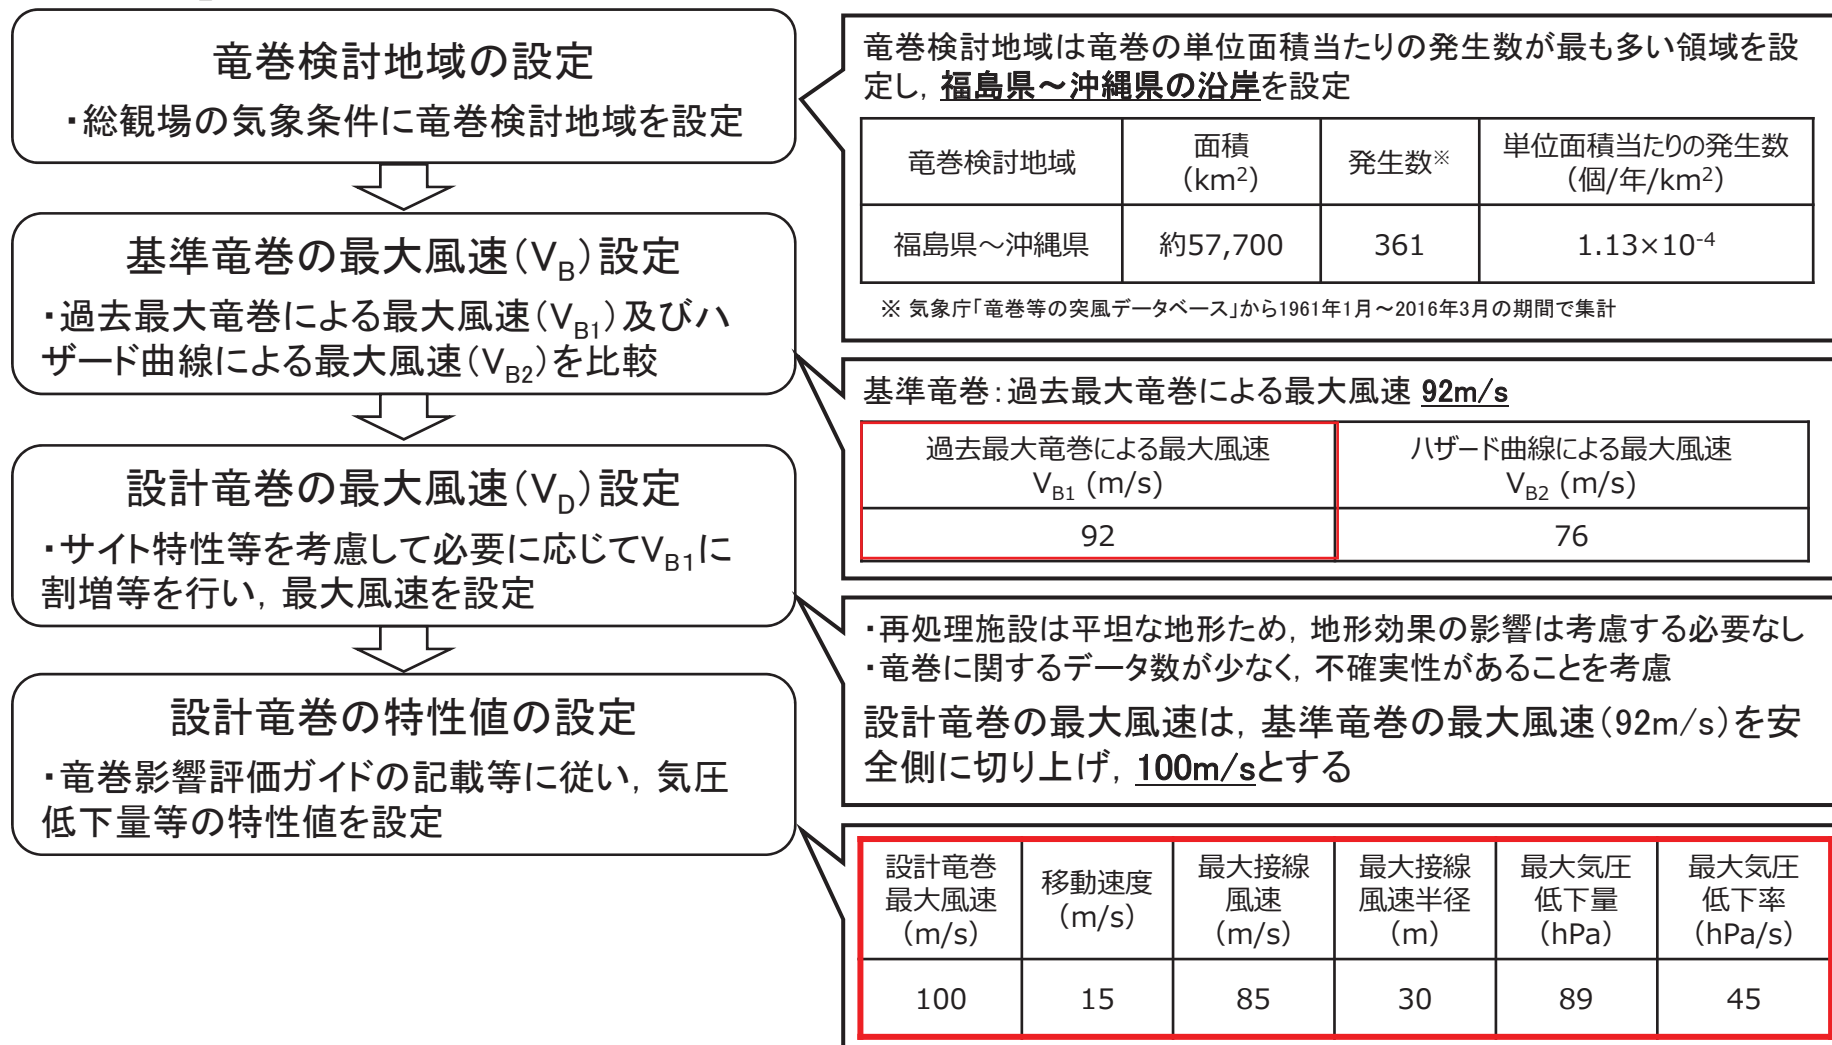 竜巻検討地域の設定
・総観場の気象条件に竜巻検討地域を設定
竜巻検討地域は竜巻の単位面積当たりの発生数が最も多い領域を設
定し，福島県～沖縄県の沿岸を設定
竜巻検討地域
面積
（km²）
発生数※
単位面積当たりの発生数
（個/年/km²）
福島県～沖縄県
約57,700
361
1.13×10⁻⁴
※ 気象庁「竜巻等の突風データベース」から1961年1月～2016年3月の期間で集計
基準竜巻の最大風速（V_B）設定
・過去最大竜巻による最大風速（V_B1）及びハ
ザード曲線による最大風速（V_B2）を比較
基準竜巻：過去最大竜巻による最大風速 92m/s
過去最大竜巻による最大風速
V_B1 (m/s)
ハザード曲線による最大風速
V_B2 (m/s)
92
76
設計竜巻の最大風速（V_D）設定
・サイト特性等を考慮して必要に応じてV_B1に
割増等を行い，最大風速を設定
・再処理施設は平坦な地形ため，地形効果の影響は考慮する必要なし
・竜巻に関するデータ数が少なく，不確実性があることを考慮
設計竜巻の最大風速は，基準竜巻の最大風速（92m/s）を安
全側に切り上げ，100m/sとする
設計竜巻の特性値の設定
・竜巻影響評価ガイドの記載等に従い，気圧
低下量等の特性値を設定
設計竜巻
最大風速
（m/s）
移動速度
（m/s）
最大接線
風速
（m/s）
最大接線
風速半径
（m）
最大気圧
低下量
（hPa）
最大気圧
低下率
（hPa/s）
100
15
85
30
89
45